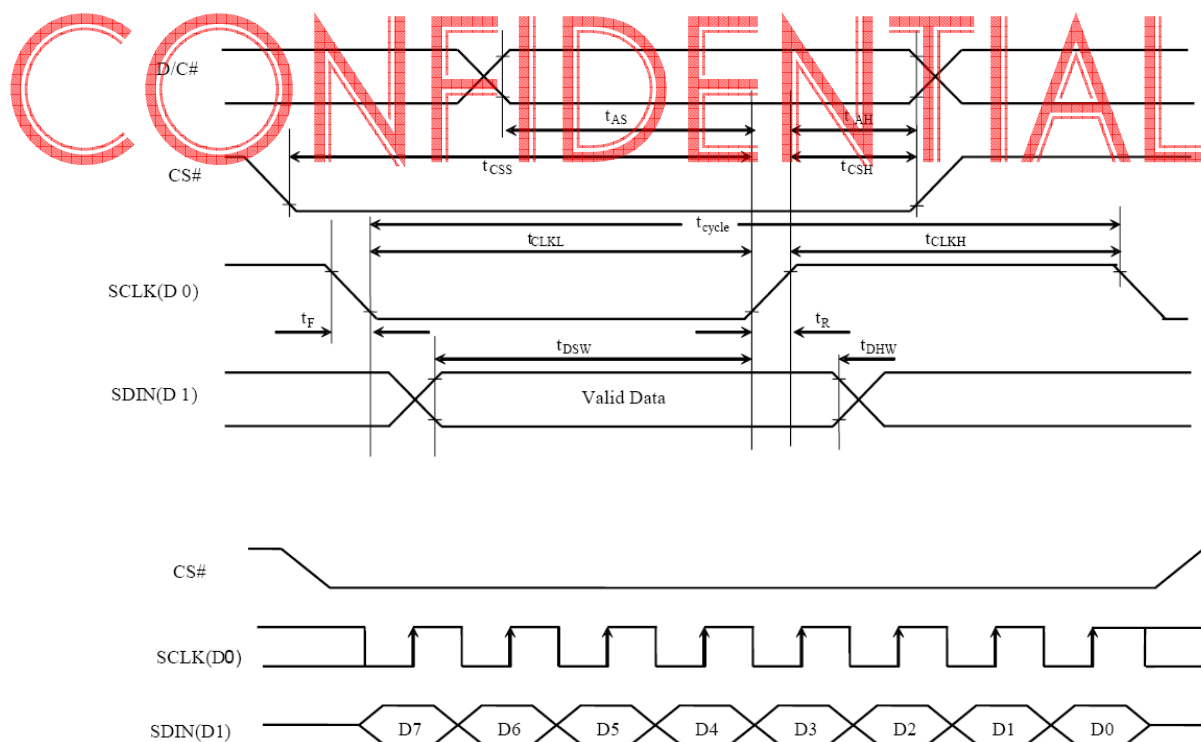 CONFIDENTIAL
D/C#
tAS
tAH
CS#
tCSS
tCSH
tcycle
tCLKL
tCLKH
SCLK(D 0)
tF
tR
tDSW
tDHW
SDIN(D 1)
Valid Data
CS#
SCLK(D0)
SDIN(D1)
D7 D6 D5 D4 D3 D2 D1 D0